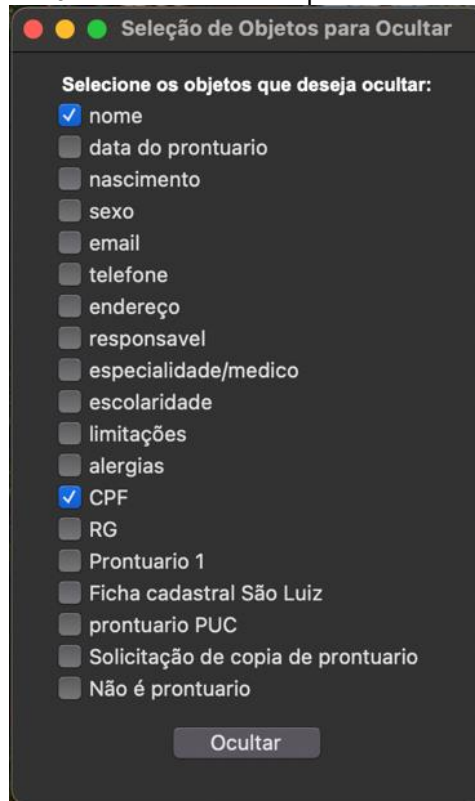 Seleção de Objetos para Ocultar
Selecione os objetos que deseja ocultar:
nome
data do prontuario
nascimento
sexo
email
telefone
endereço
responsavel
especialidade/medico
escolaridade
limitações
alergias
CPF
RG
Prontuario 1
Ficha cadastral São Luiz
prontuario PUC
Solicitação de copia de prontuario
Não é prontuario
Ocultar